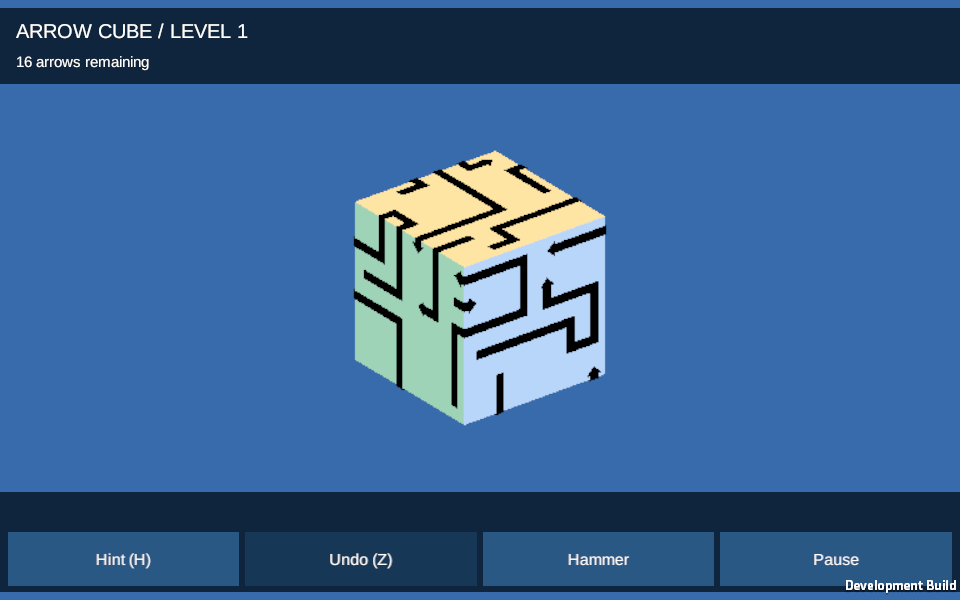 ARROW CUBE / LEVEL 1
16 arrows remaining
Hint (H)
Undo (Z)
Hammer
Pause
Development Build